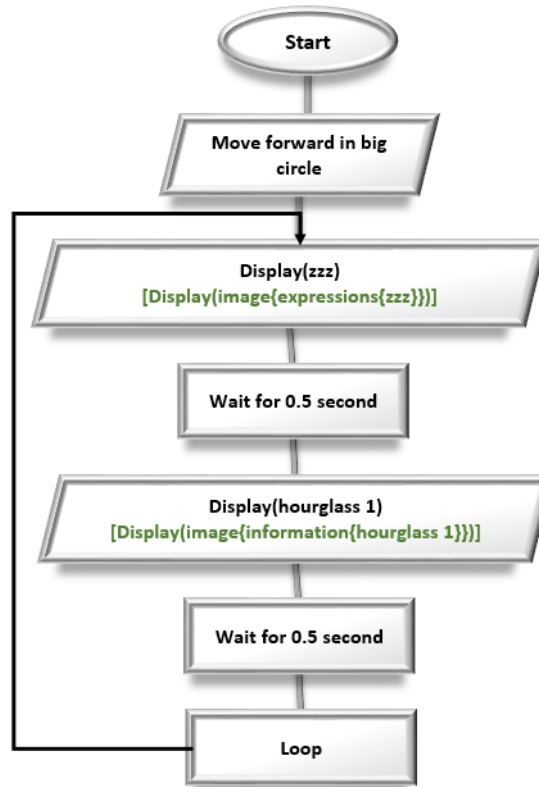 Start
Move forward in big
circle
Display(zzz)
[Display(image{expressions{zzz}})]
Wait for 0.5 second
Display(hourglass 1)
[Display(image{information{hourglass 1}})]
Wait for 0.5 second
Loop